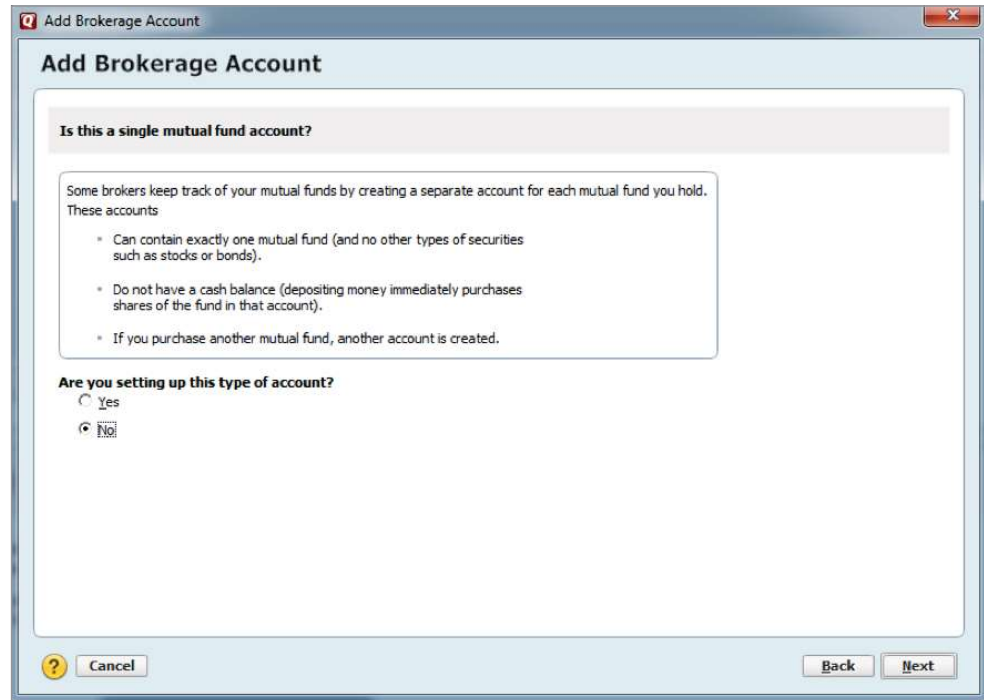 Add Brokerage Account
Add Brokerage Account
Is this a single mutual fund account?
Some brokers keep track of your mutual funds by creating a separate account for each mutual fund you hold.
These accounts
Can contain exactly one mutual fund (and no other types of securities
such as stocks or bonds).
Do not have a cash balance (depositing money immediately purchases
shares of the fund in that account).
If you purchase another mutual fund, another account is created.
Are you setting up this type of account?
Yes
No
? Cancel Back Next